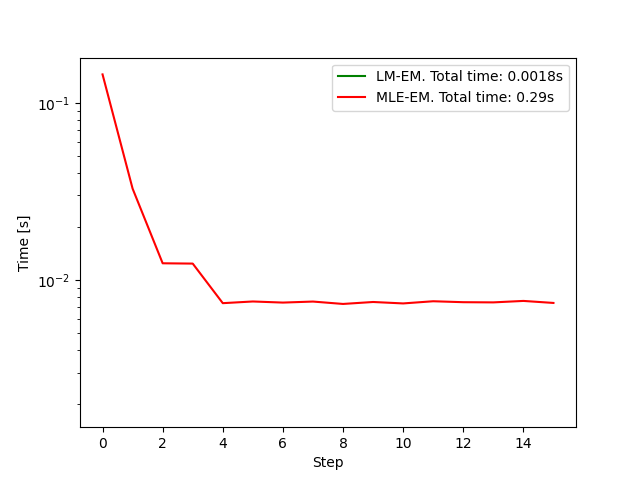 LM-EM. Total time: 0.0018s
MLE-EM. Total time: 0.29s
10⁻¹
10⁻²
Time [s]
0 2 4 6 8 10 12 14
Step